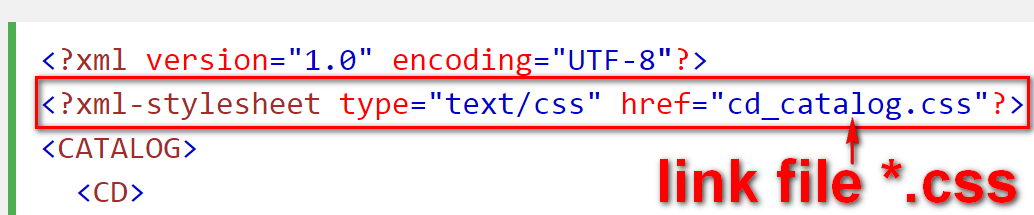 <?xml version="1.0" encoding="UTF-8"?>
<?xml-stylesheet type="text/css" href="cd_catalog.css"?>
<CATALOG>
<CD>
link file *.css